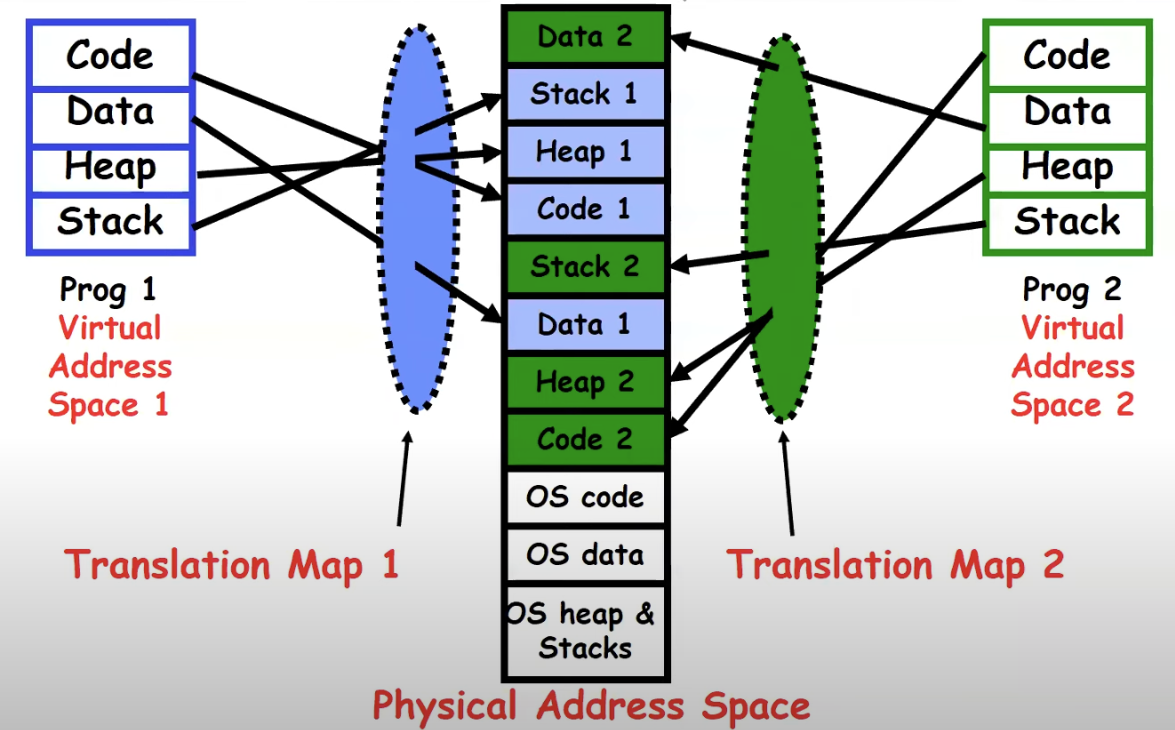 Code
Data
Heap
Stack
Prog 1
Virtual
Address
Space 1
Translation Map 1
Data 2
Stack 1
Heap 1
Code 1
Stack 2
Data 1
Heap 2
Code 2
OS code
OS data
OS heap &
Stacks
Physical Address Space
Code
Data
Heap
Stack
Prog 2
Virtual
Address
Space 2
Translation Map 2